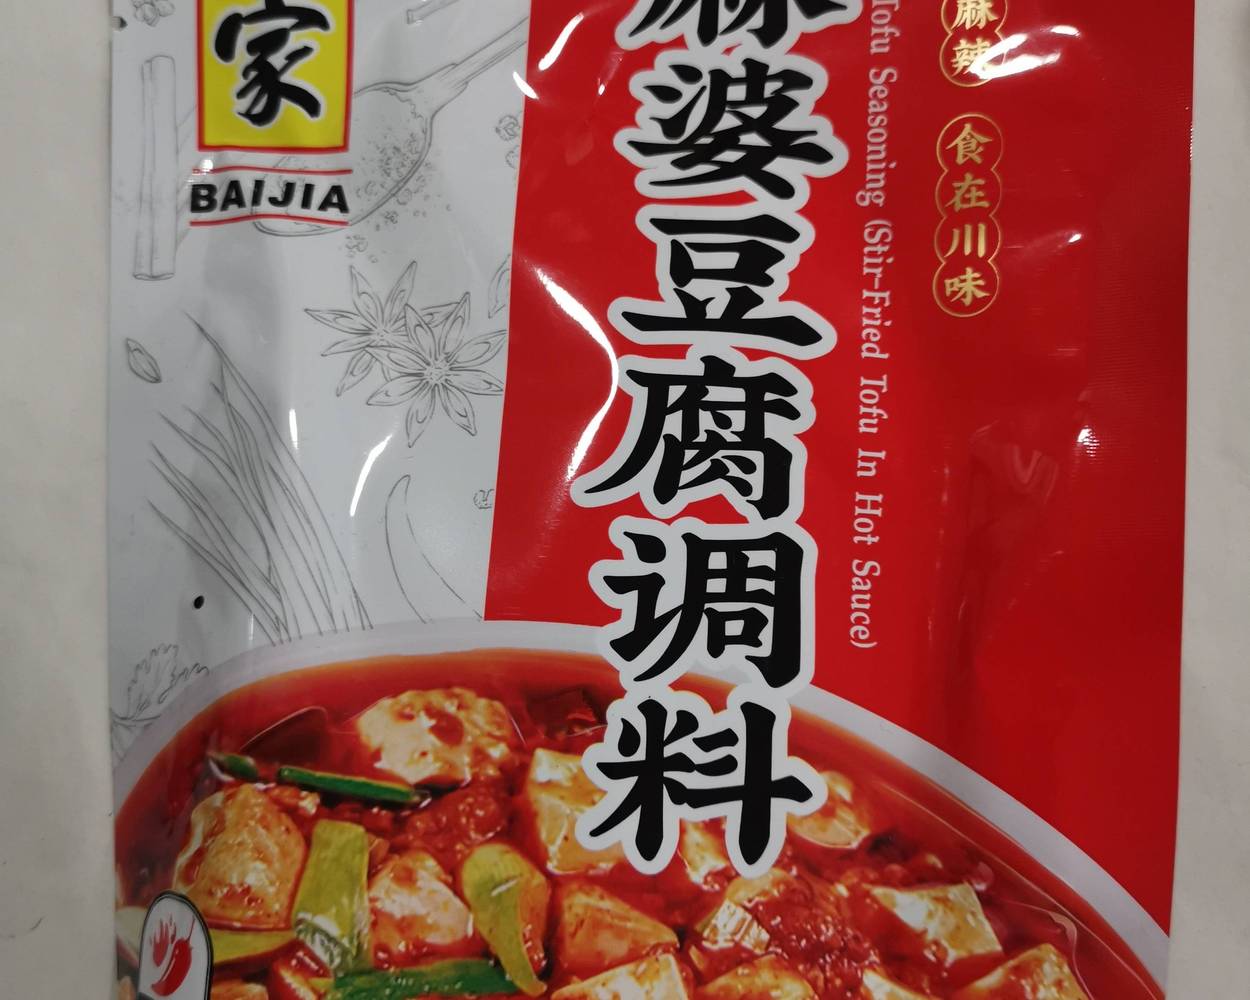 家
BAIJIA
麻婆豆腐调料
Tofu Seasoning (Stir-Fried Tofu In Hot Sauce)
麻辣
食在川味